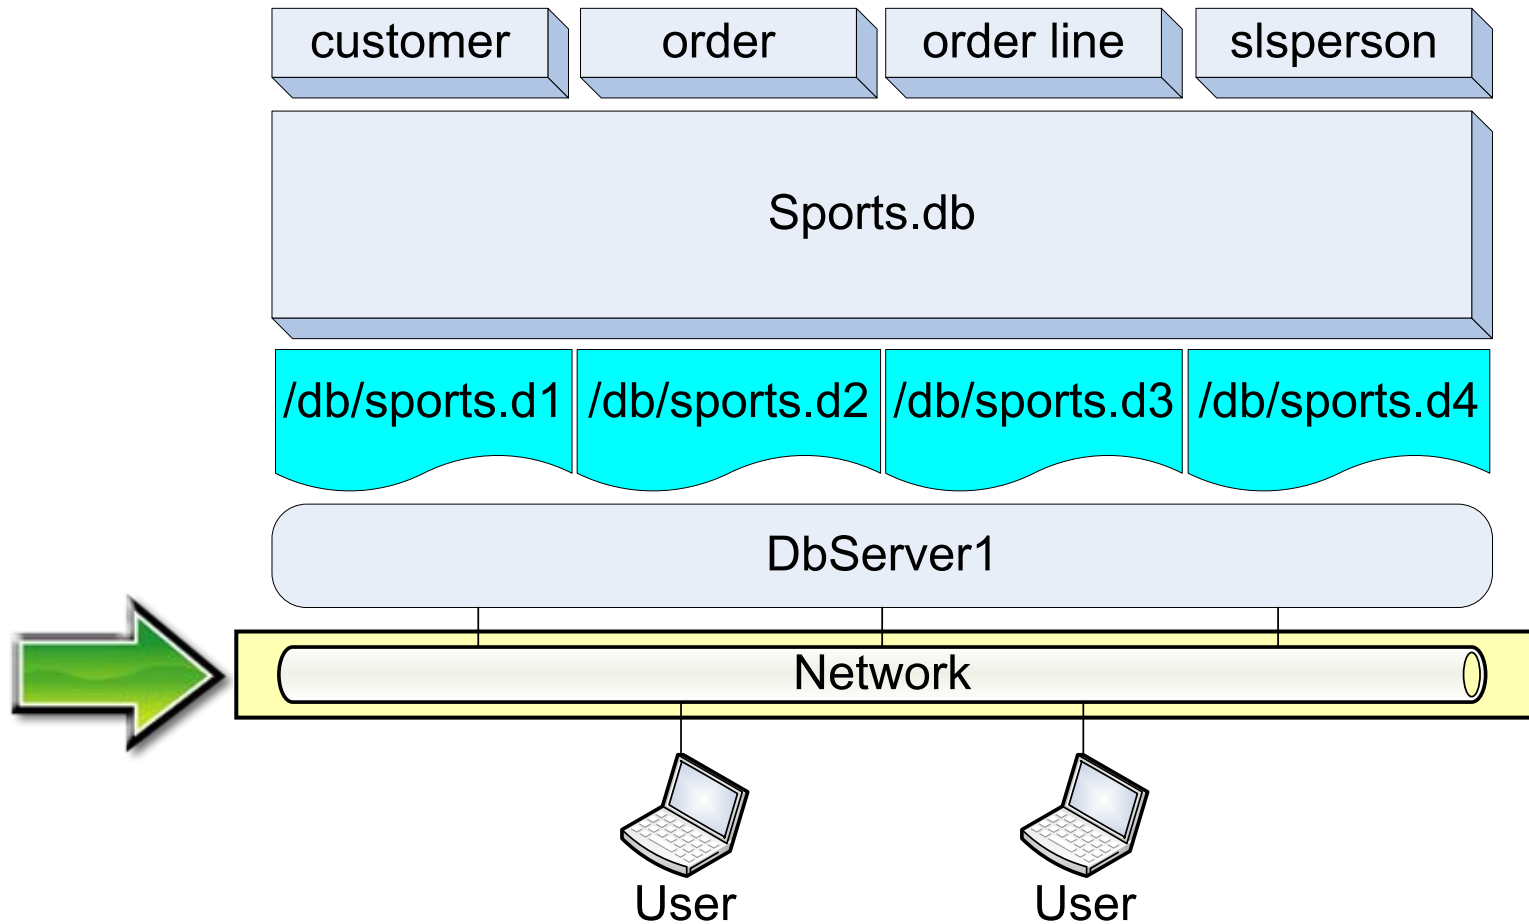 customer
order
order line
slsperson
Sports.db
/db/sports.d1
/db/sports.d2
/db/sports.d3
/db/sports.d4
DbServer1
Network
User
User